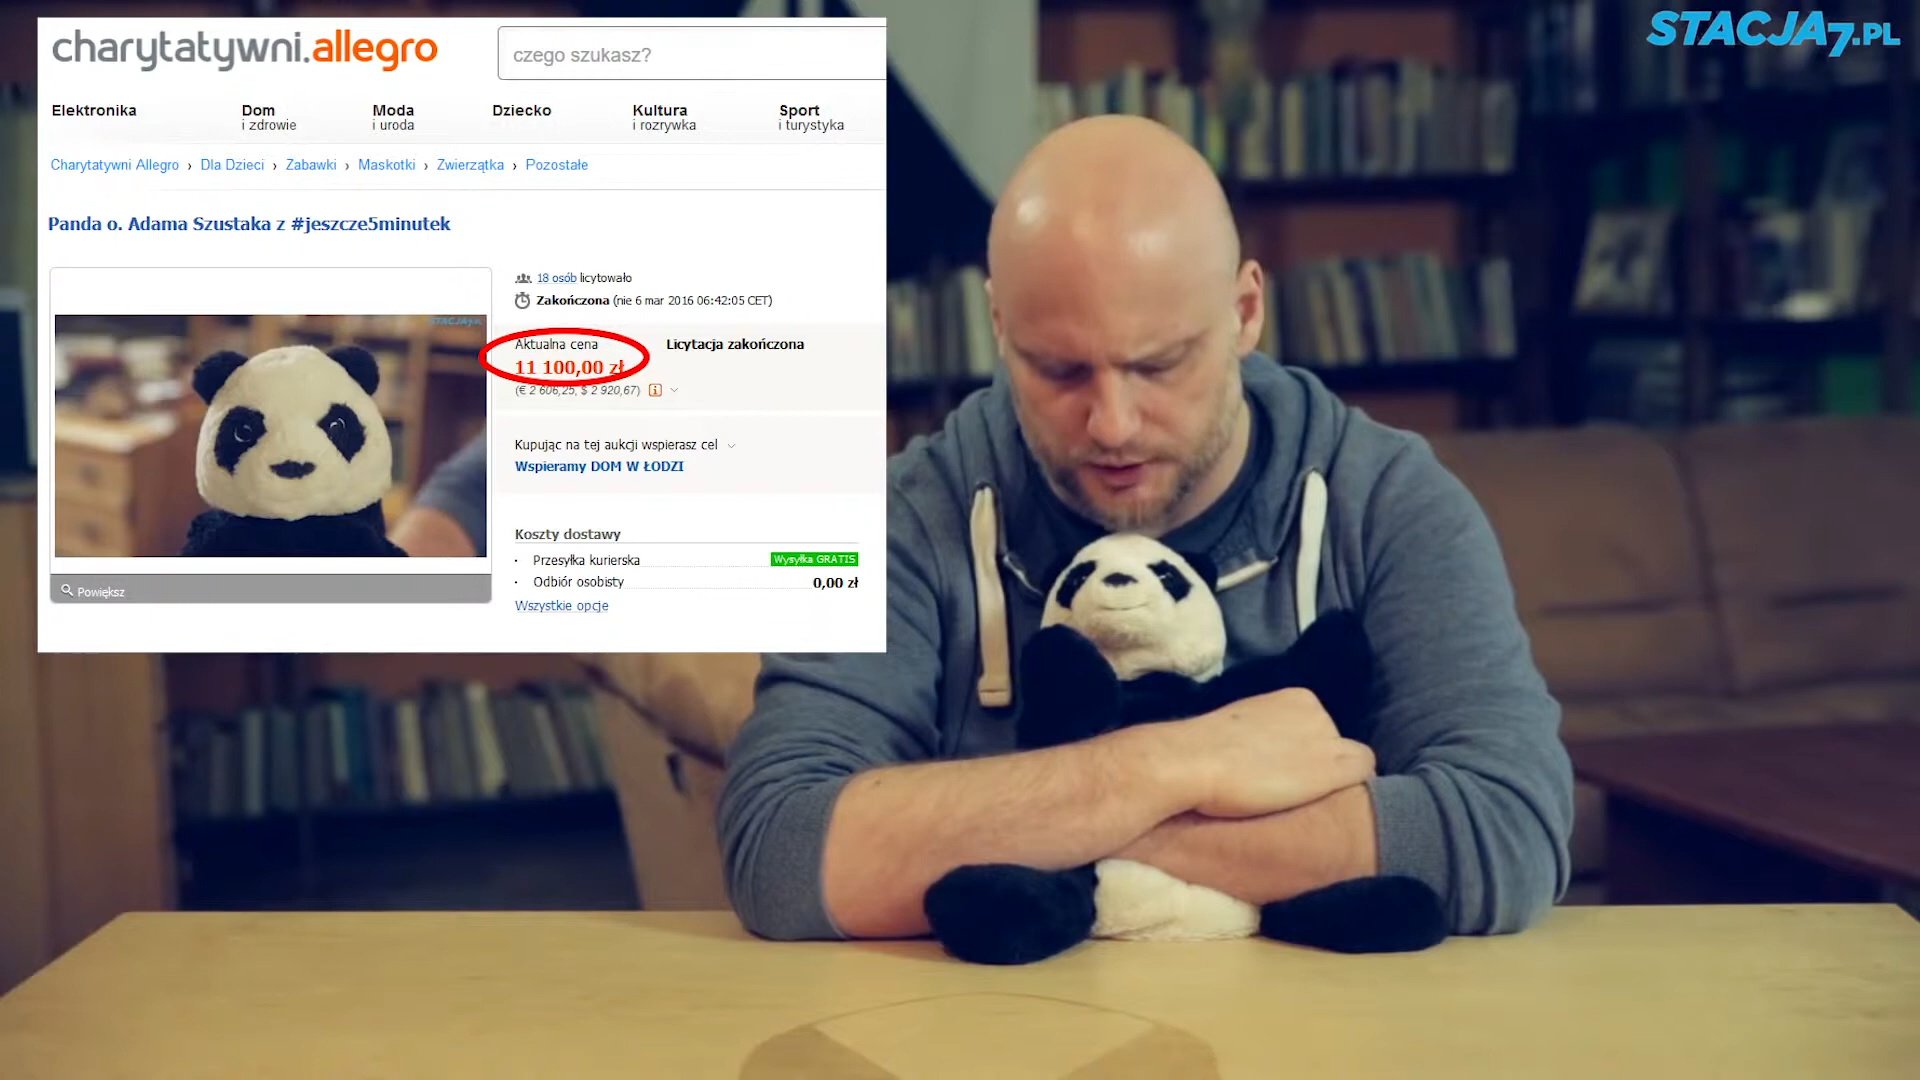 STACJA7.PL
charytatywni.allegro
czego szukasz?
Elektronika
Dom
i zdrowie
Moda
i uroda
Dziecko
Kultura
i rozrywka
Sport
i turystyka
Charytatywni Allegro › Dla Dzieci › Zabawki › Maskotki › Zwierzątka › Pozostałe
Panda o. Adama Szustaka z #jeszcze5minutek
18 osób licytowało
Zakończona (nie 6 mar 2016 06:42:05 CET)
STACJA7.PL
Aktualna cena
Licytacja zakończona
11 100,00 zł
(€ 2 606,25, $ 2 920,67)
Kupując na tej aukcji wspierasz cel
Wspieramy DOM W ŁODZI
Koszty dostawy
· Przesyłka kurierska Wysyłka GRATIS
· Odbiór osobisty 0,00 zł
Wszystkie opcje
Powiększ